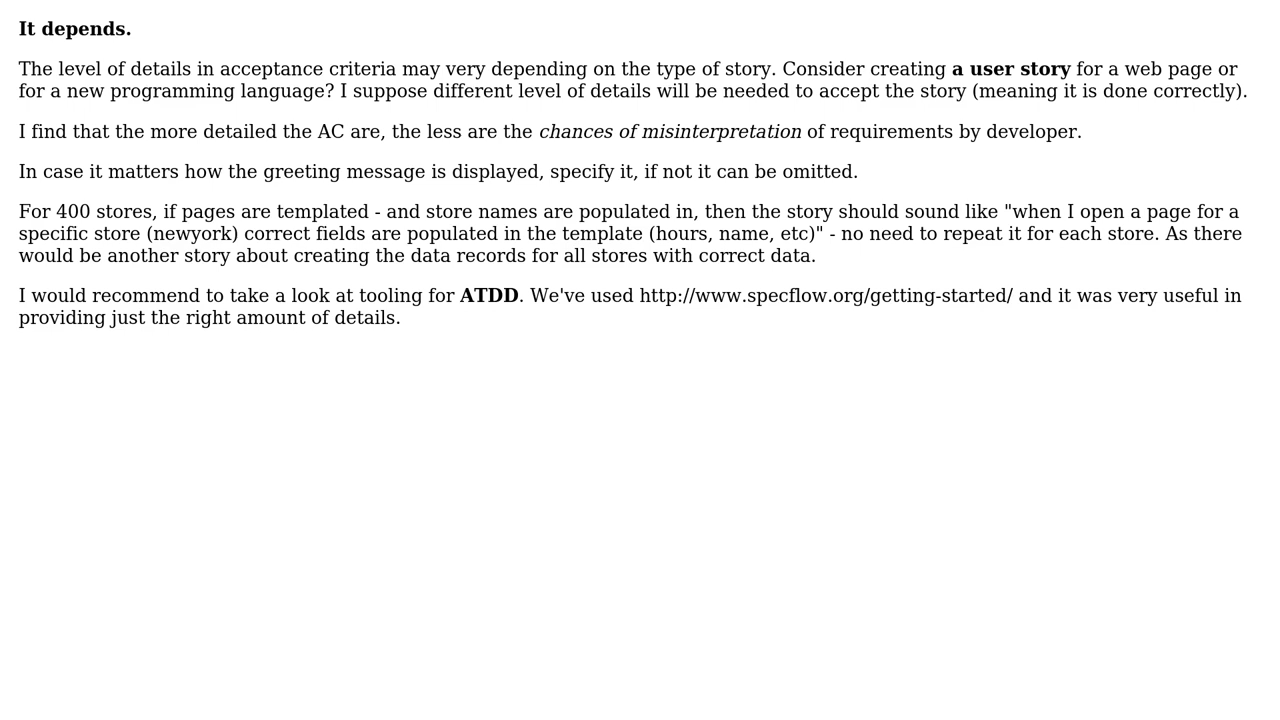 It depends.
The level of details in acceptance criteria may very depending on the type of story. Consider creating a user story for a web page or
for a new programming language? I suppose different level of details will be needed to accept the story (meaning it is done correctly).
I find that the more detailed the AC are, the less are the chances of misinterpretation of requirements by developer.
In case it matters how the greeting message is displayed, specify it, if not it can be omitted.
For 400 stores, if pages are templated - and store names are populated in, then the story should sound like "when I open a page for a
specific store (newyork) correct fields are populated in the template (hours, name, etc)" - no need to repeat it for each store. As there
would be another story about creating the data records for all stores with correct data.
I would recommend to take a look at tooling for ATDD. We've used http://www.specflow.org/getting-started/ and it was very useful in
providing just the right amount of details.